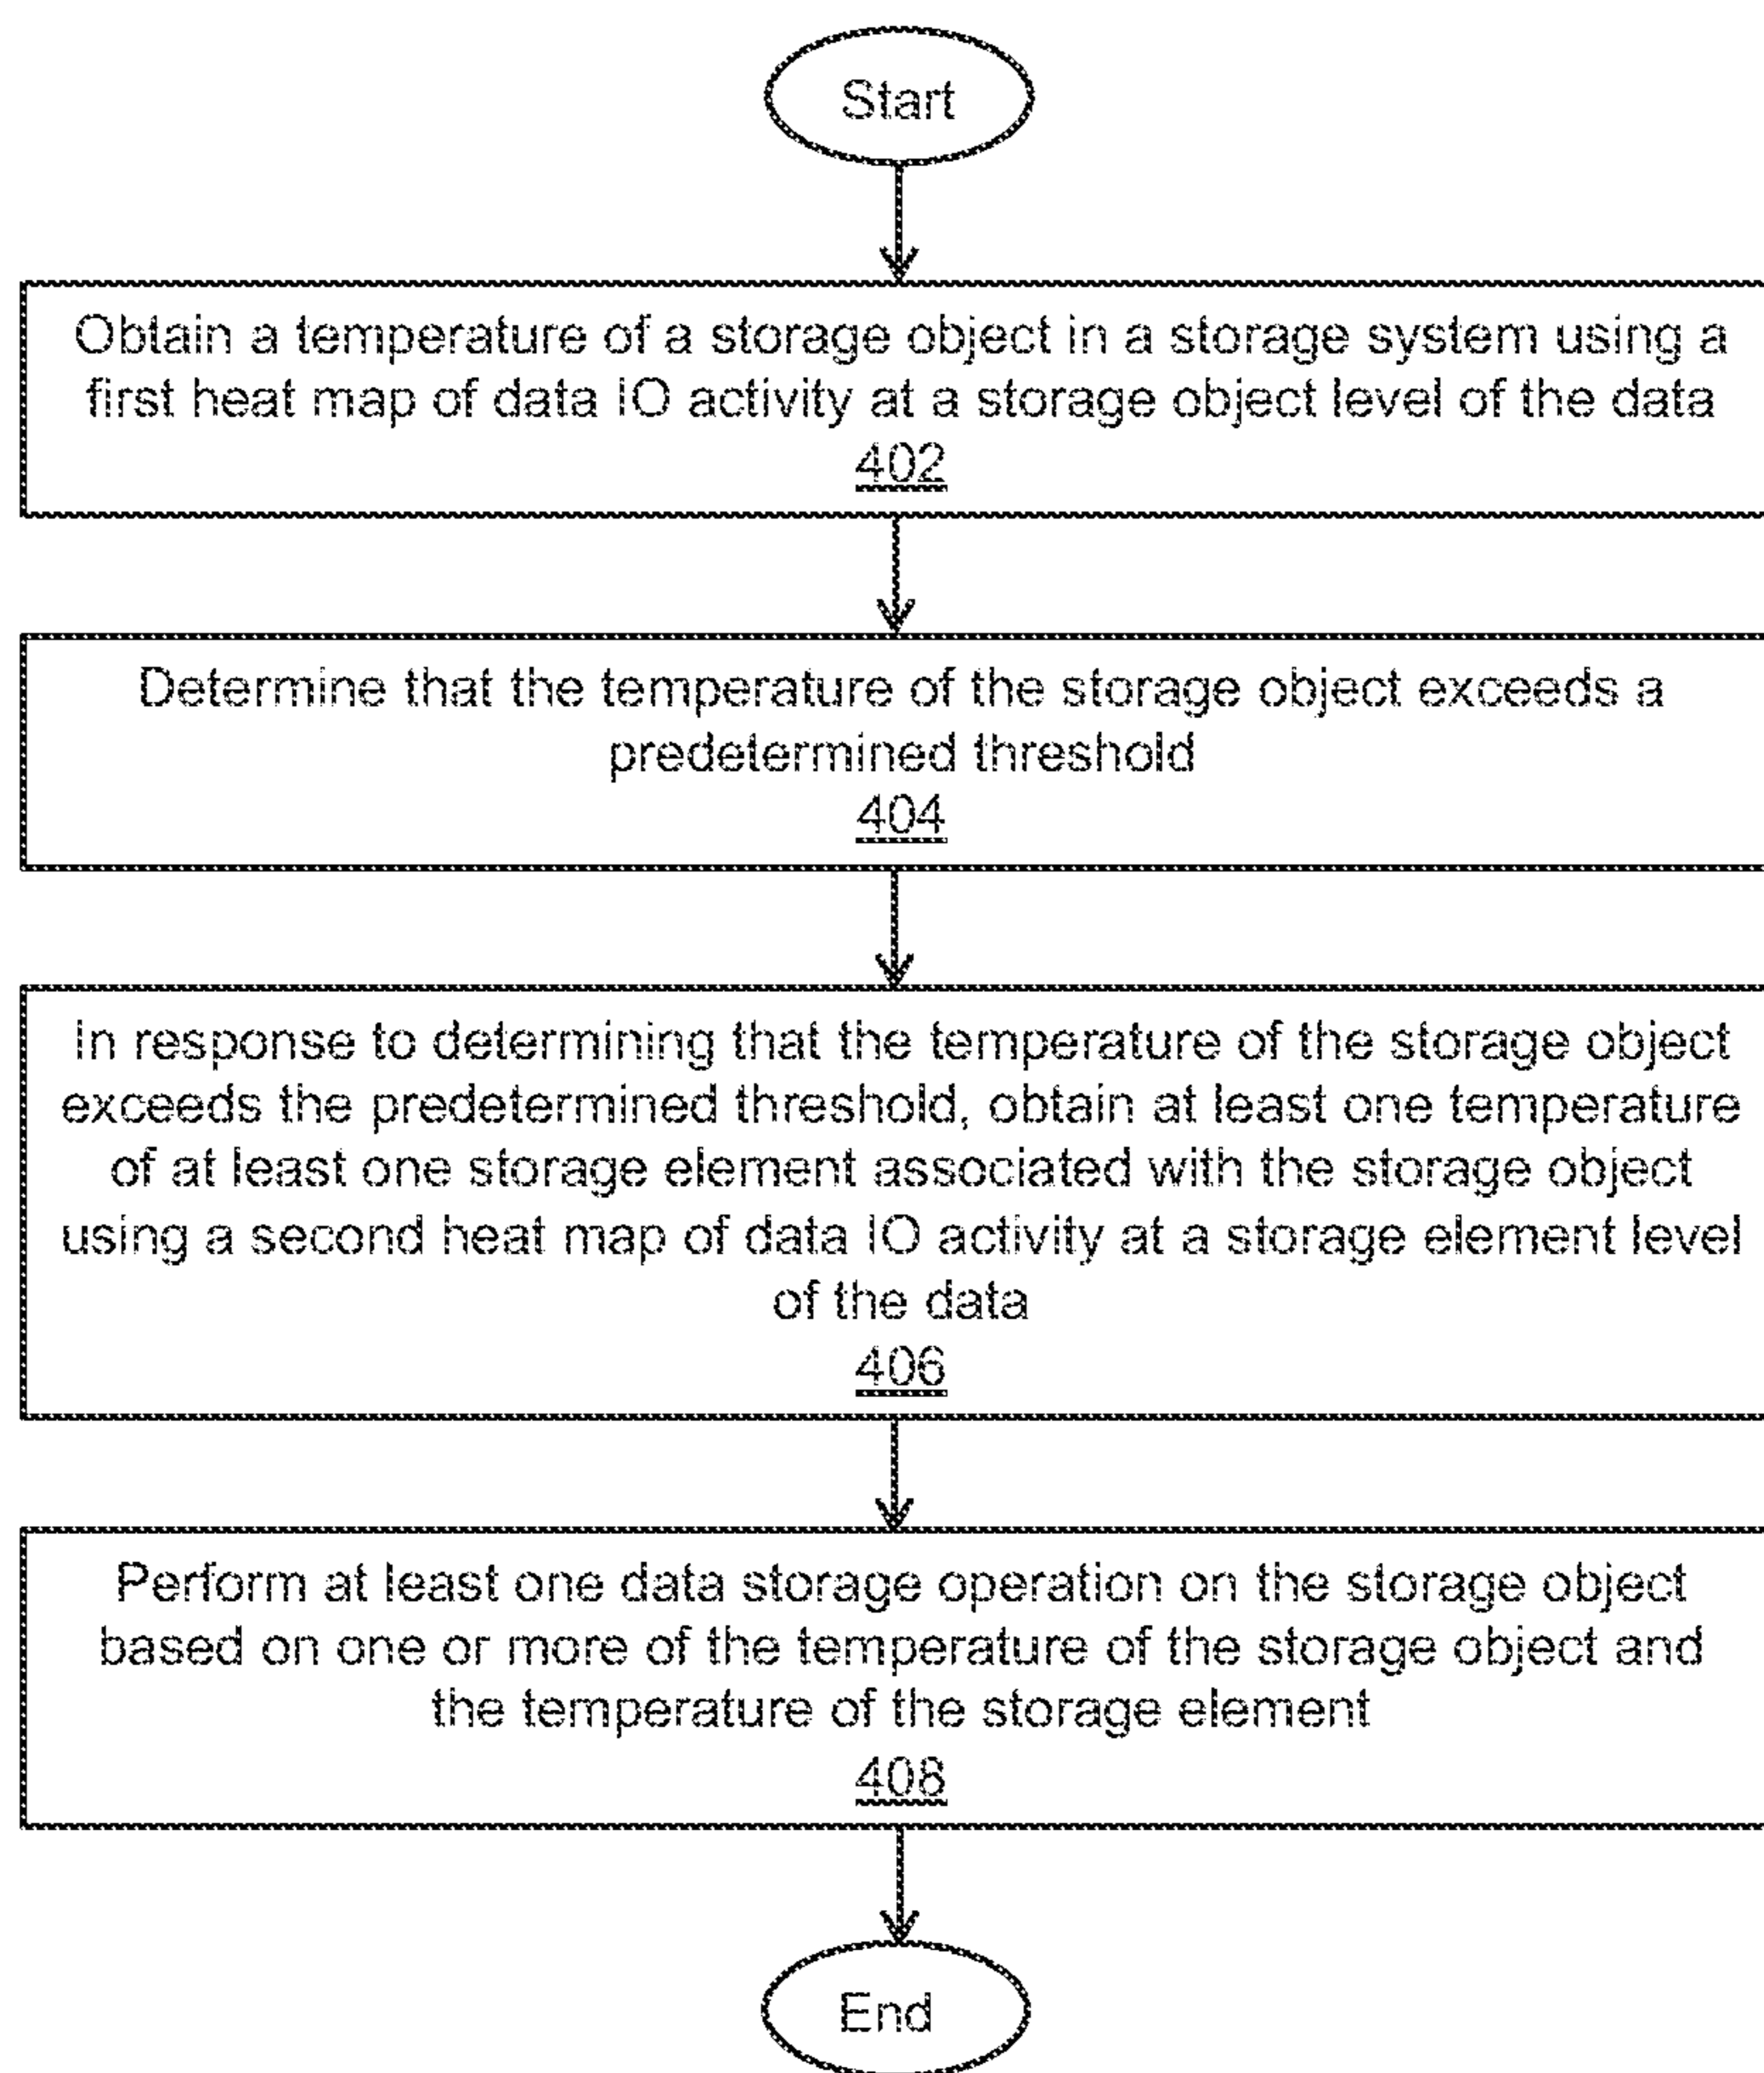 Start
Obtain a temperature of a storage object in a storage system using a
first heat map of data IO activity at a storage object level of the data
402
Determine that the temperature of the storage object exceeds a
predetermined threshold
404
In response to determining that the temperature of the storage object
exceeds the predetermined threshold, obtain at least one temperature
of at least one storage element associated with the storage object
using a second heat map of data IO activity at a storage element level
of the data
406
Perform at least one data storage operation on the storage object
based on one or more of the temperature of the storage object and
the temperature of the storage element
408
End